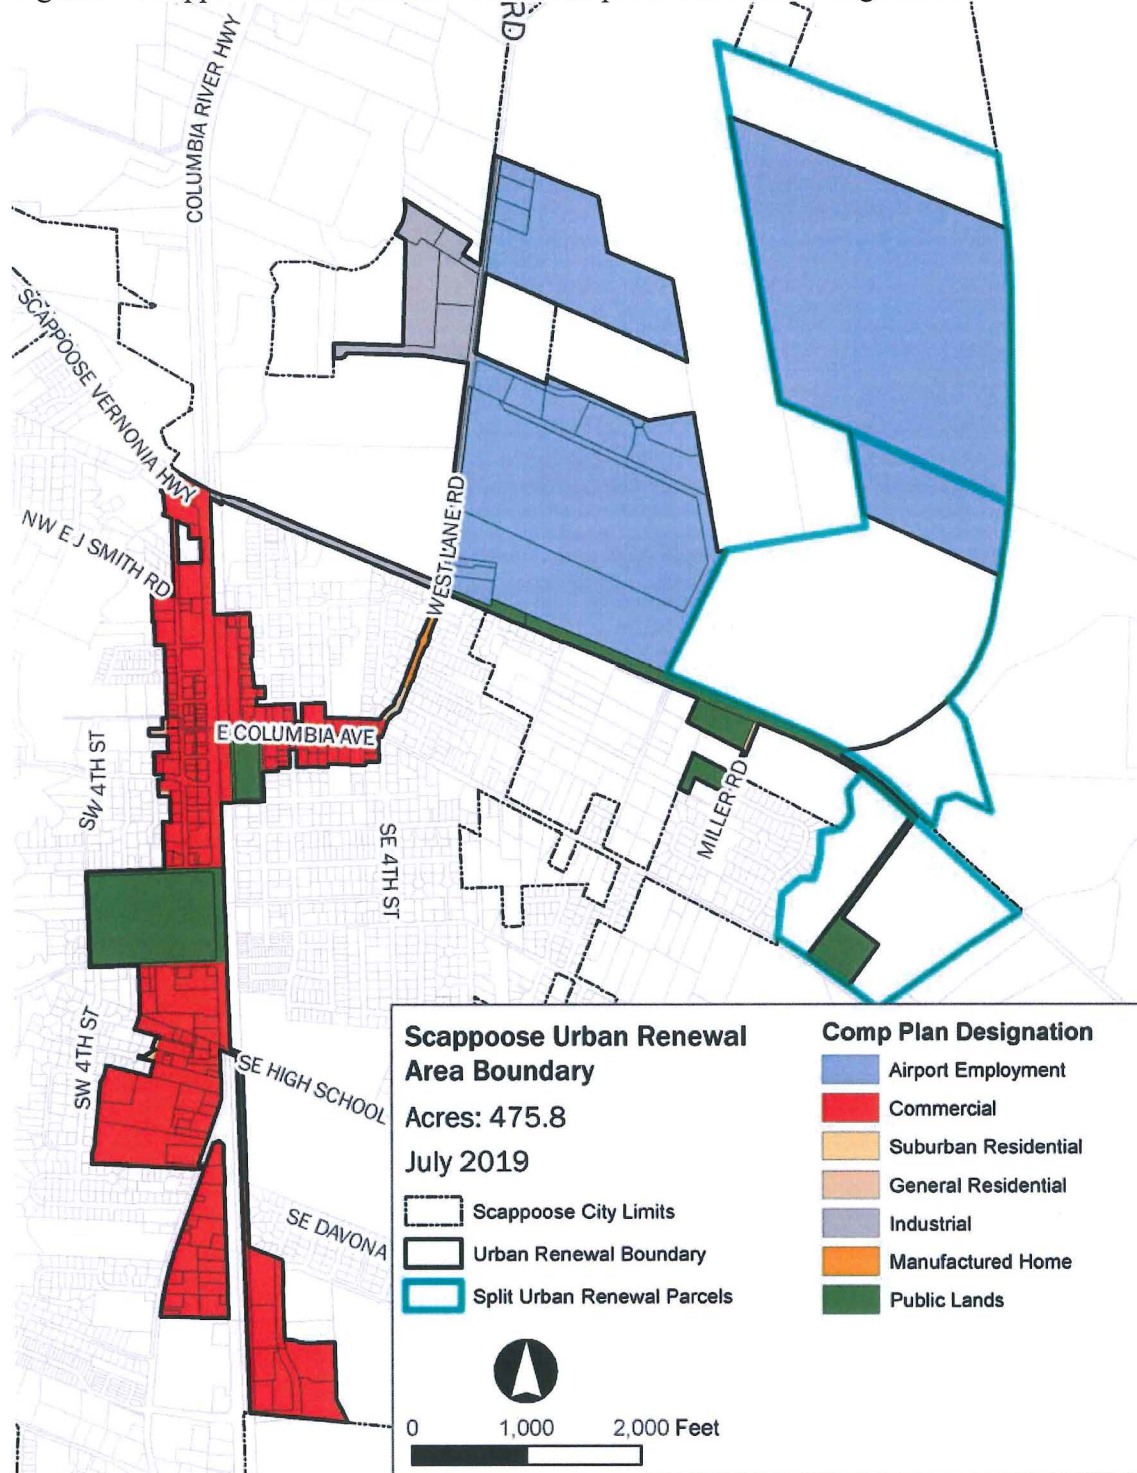 RD
COLUMBIA RIVER HWY
SCAPPOOSE VERNONIA HWY
NW E J SMITH RD
WEST LANE RD
E COLUMBIA AVE
SW 4TH ST
SE 4TH ST
MILLER RD
SW 4TH ST
SE HIGH SCHOOL
SE DAVONA
Scappoose Urban Renewal
Area Boundary
Acres: 475.8
July 2019
Scappoose City Limits
Urban Renewal Boundary
Split Urban Renewal Parcels
0 1,000 2,000 Feet
Comp Plan Designation
Airport Employment
Commercial
Suburban Residential
General Residential
Industrial
Manufactured Home
Public Lands